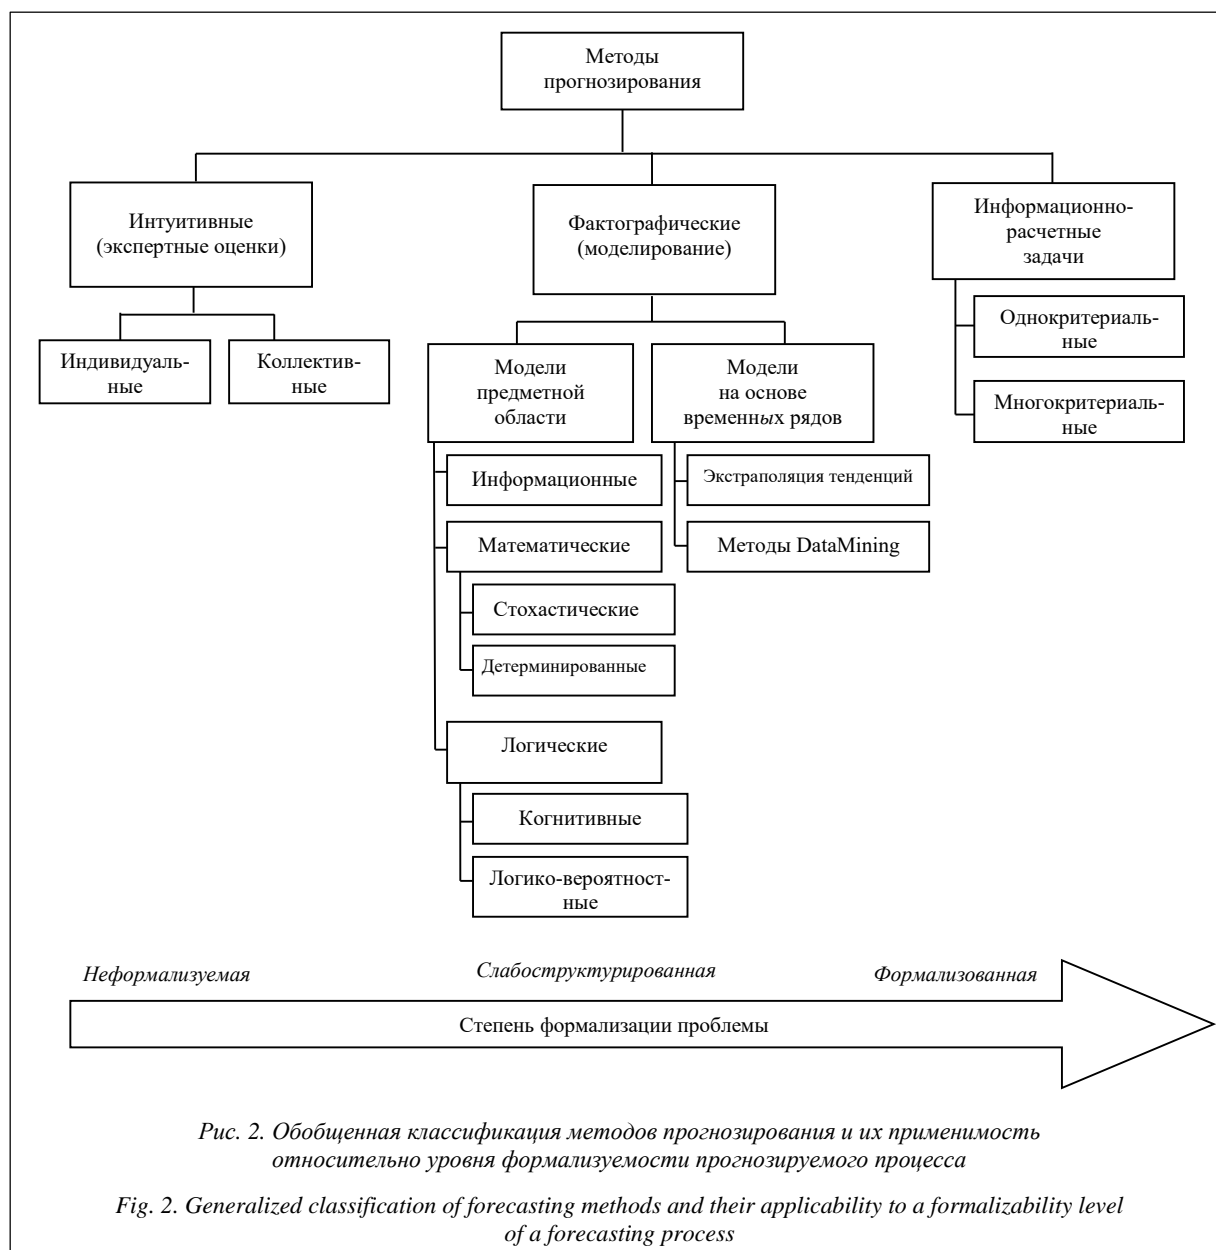 Методы
прогнозирования
Интуитивные
(экспертные оценки)
Фактографические
(моделирование)
Информационно-
расчетные
задачи
Индивидуаль-
ные
Коллектив-
ные
Модели
предметной
области
Модели
на основе
временных рядов
Однокритериаль-
ные
Многокритериаль-
ные
Информационные
Математические
Стохастические
Детерминированные
Логические
Когнитивные
Логико-вероятност-
ные
Экстраполяция тенденций
Методы DataMining
Неформализуемая
Слабоструктурированная
Формализованная
Степень формализации проблемы
Рис. 2. Обобщенная классификация методов прогнозирования и их применимость
относительно уровня формализуемости прогнозируемого процесса
Fig. 2. Generalized classification of forecasting methods and their applicability to a formalizability level
of a forecasting process